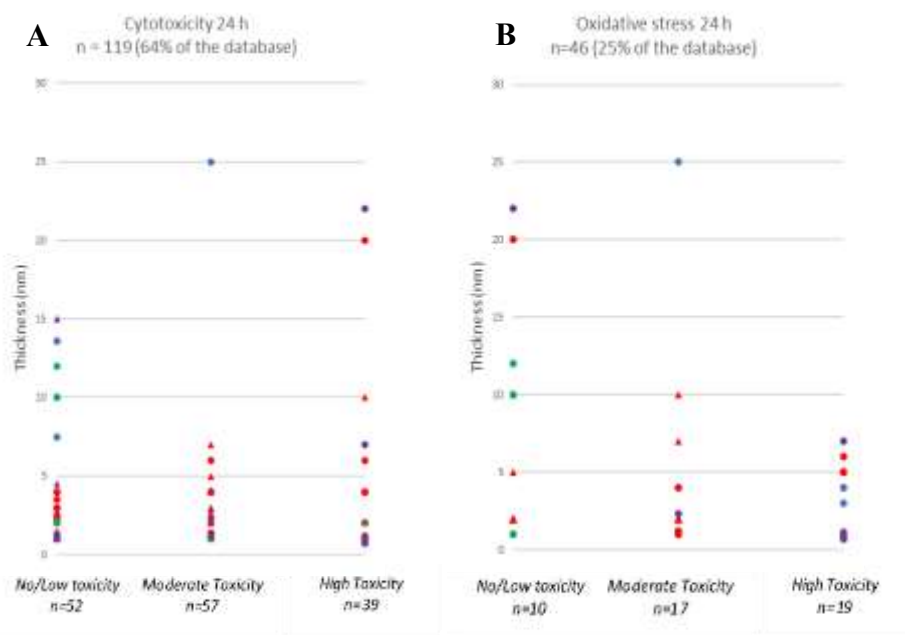 A
Cytotoxicity 24 h
n = 119 (64% of the database)
30
25
20
15
10
5
0
Thickness (nm)
No/Low toxicity
n=52
Moderate Toxicity
n=57
High Toxicity
n=39
B
Oxidative stress 24 h
n=46 (25% of the database)
30
25
20
15
10
5
0
Thickness (nm)
No/Low toxicity
n=10
Moderate Toxicity
n=17
High Toxicity
n=19